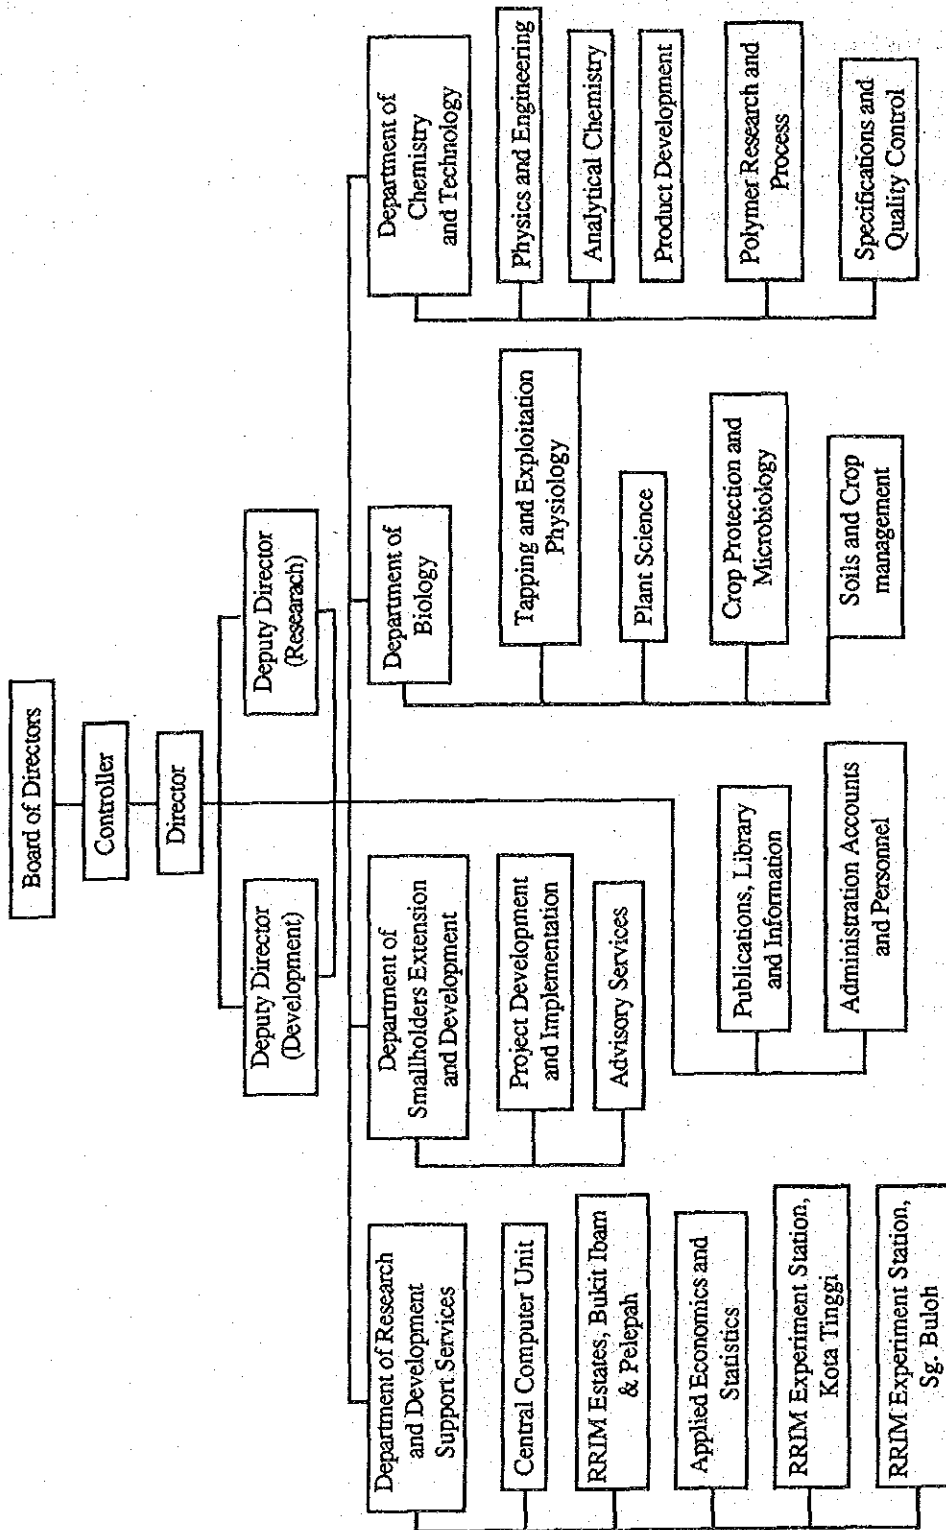 Board of Directors
Controller
Director
Deputy Director
(Development)
Deputy Director
(Researach)
Department of Research
and Development
Support Services
Central Computer Unit
RRIM Estates, Bukit Ibam
& Pelepah
Applied Economics and
Statistics
RRIM Experiment Station,
Kota Tinggi
RRIM Experiment Station,
Sg. Buloh
Department of
Smallholders Extension
and Development
Project Development
and Implementation
Advisory Services
Publications, Library
and Information
Administration Accounts
and Personnel
Department of
Biology
Tapping and Exploitation
Physiology
Plant Science
Crop Protection and
Microbiology
Soils and Crop
management
Department of
Chemistry
and Technology
Physics and Engineering
Analytical Chemistry
Product Development
Polymer Research and
Process
Specifications and
Quality Control